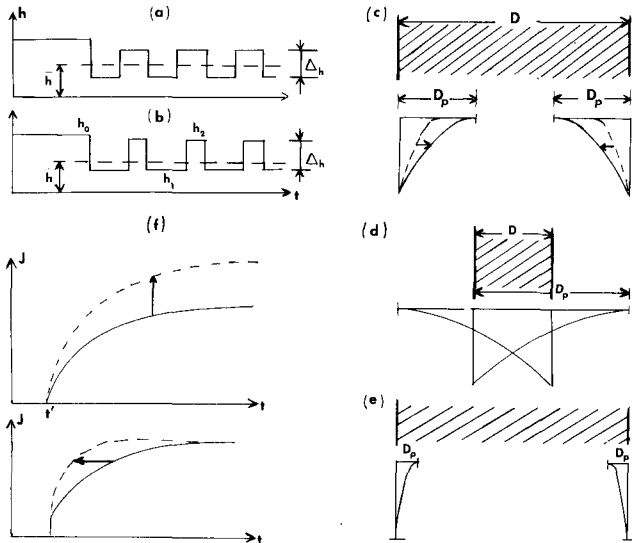 h
(a)
h̄
Δh
(b)
h₀
h₂
h̄
Δh
h₁
t
(f)
J
t'
t
J
t
(c)
D
Dp
Dp
(d)
D
Dp
(e)
Dp
Dp